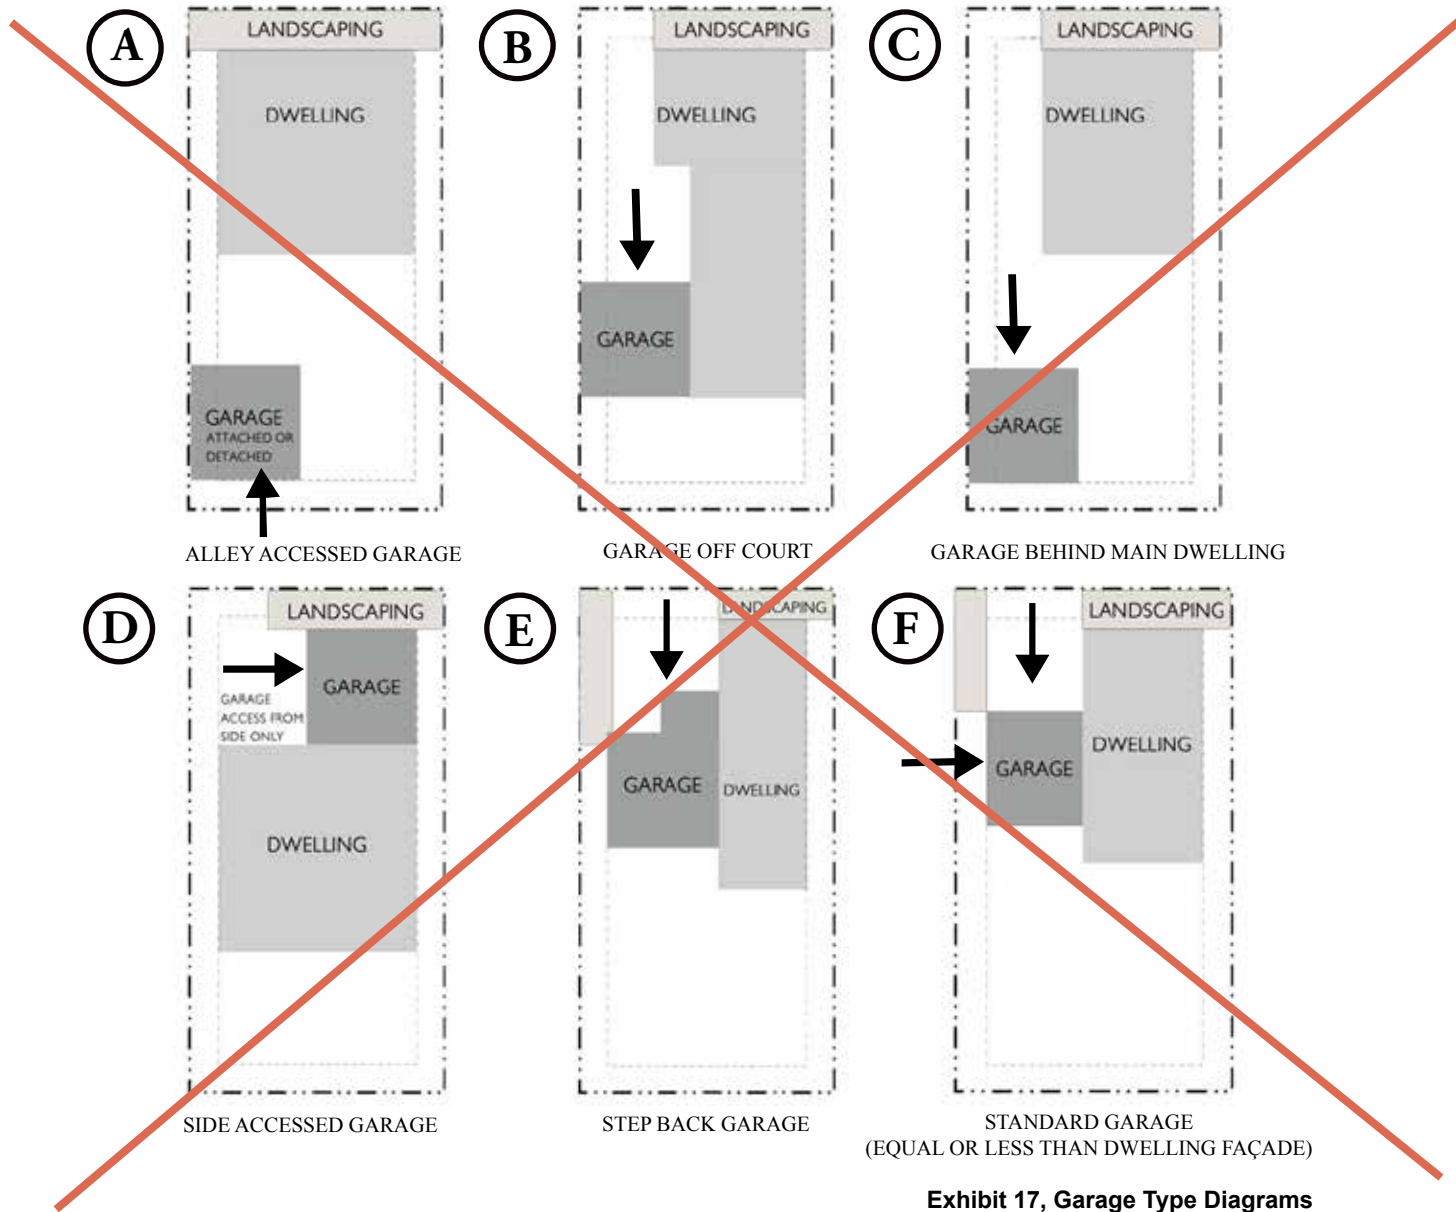 A
LANDSCAPING
DWELLING
GARAGE
ATTACHED OR
DETACHED
ALLEY ACCESSED GARAGE
B
LANDSCAPING
DWELLING
GARAGE
GARAGE OFF COURT
C
LANDSCAPING
DWELLING
GARAGE
GARAGE BEHIND MAIN DWELLING
D
LANDSCAPING
GARAGE
GARAGE
ACCESS FROM
SIDE ONLY
DWELLING
SIDE ACCESSED GARAGE
E
LANDSCAPING
GARAGE
DWELLING
STEP BACK GARAGE
F
LANDSCAPING
DWELLING
GARAGE
STANDARD GARAGE
(EQUAL OR LESS THAN DWELLING FAÇADE)
Exhibit 17, Garage Type Diagrams